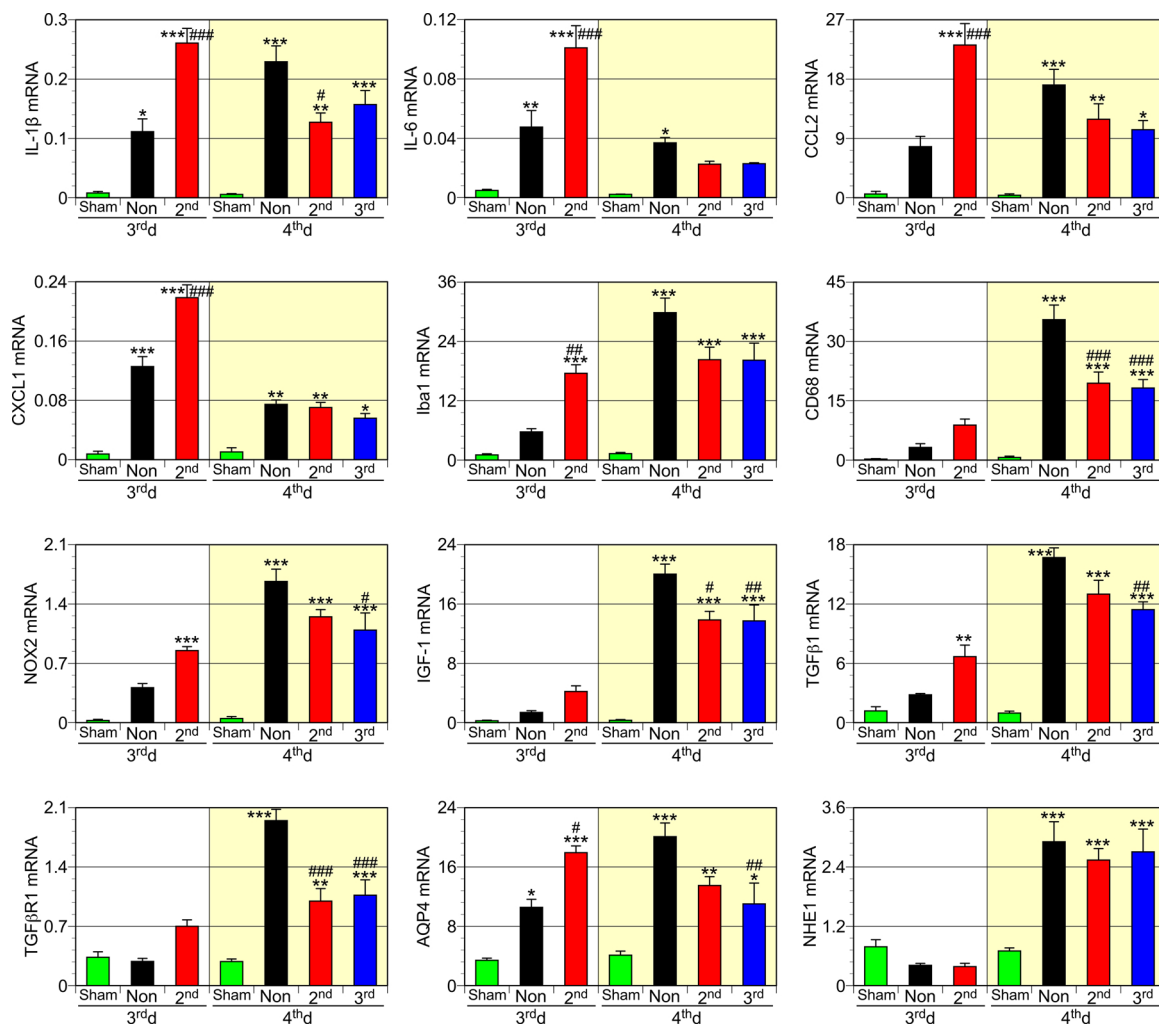 IL-1β mRNA
0.3
0.2
0.1
0
*
***###
***
#
**
***
Sham Non 2nd Sham Non 2nd 3rd
3rdd 4thd
IL-6 mRNA
0.12
0.08
0.04
0
**
***###
*
Sham Non 2nd Sham Non 2nd 3rd
3rdd 4thd
CCL2 mRNA
27
18
9
0
***###
***
**
*
Sham Non 2nd Sham Non 2nd 3rd
3rdd 4thd
CXCL1 mRNA
0.24
0.16
0.08
0
***
***###
**
**
*
Sham Non 2nd Sham Non 2nd 3rd
3rdd 4thd
Iba1 mRNA
36
24
12
0
##
***
***
***
***
Sham Non 2nd Sham Non 2nd 3rd
3rdd 4thd
CD68 mRNA
45
30
15
0
***
###
***
###
***
Sham Non 2nd Sham Non 2nd 3rd
3rdd 4thd
NOX2 mRNA
2.1
1.4
0.7
0
***
***
***
#
***
Sham Non 2nd Sham Non 2nd 3rd
3rdd 4thd
IGF-1 mRNA
24
16
8
0
***
#
***
##
***
Sham Non 2nd Sham Non 2nd 3rd
3rdd 4thd
TGFβ1 mRNA
18
12
6
0
**
***
***
##
***
Sham Non 2nd Sham Non 2nd 3rd
3rdd 4thd
TGFβR1 mRNA
2.1
1.4
0.7
0
***
###
**
###
***
Sham Non 2nd Sham Non 2nd 3rd
3rdd 4thd
AQP4 mRNA
24
16
8
0
*
#
***
***
**
##
*
Sham Non 2nd Sham Non 2nd 3rd
3rdd 4thd
NHE1 mRNA
3.6
2.4
1.2
0
***
***
***
Sham Non 2nd Sham Non 2nd 3rd
3rdd 4thd